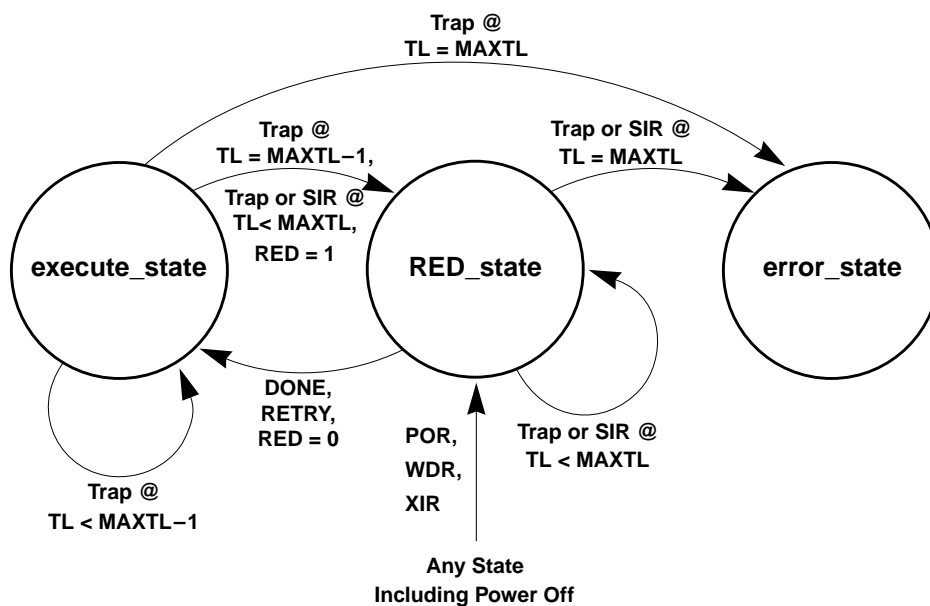 Trap @
TL = MAXTL
Trap @
TL = MAXTL−1,
Trap or SIR @
TL< MAXTL,
RED = 1
Trap or SIR @
TL = MAXTL
execute_state
RED_state
error_state
DONE,
RETRY,
RED = 0
Trap @
TL < MAXTL−1
POR,
WDR,
XIR
Trap or SIR @
TL < MAXTL
Any State
Including Power Off